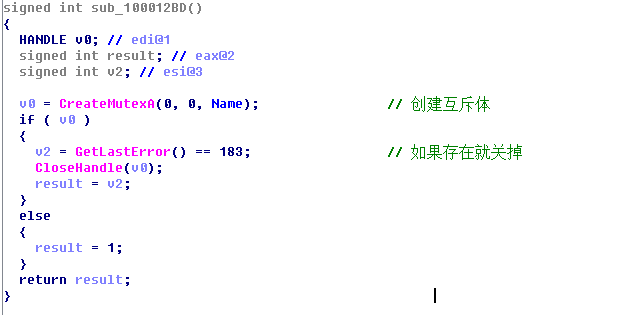 signed int sub_100012BD()
{
HANDLE v0; // edi@1
signed int result; // eax@2
signed int v2; // esi@3
v0 = CreateMutexA(0, 0, Name); // 创建互斥体
if ( v0 )
{
v2 = GetLastError() == 183; // 如果存在就关掉
CloseHandle(v0);
result = v2;
}
else
{
result = 1;
}
return result;
}